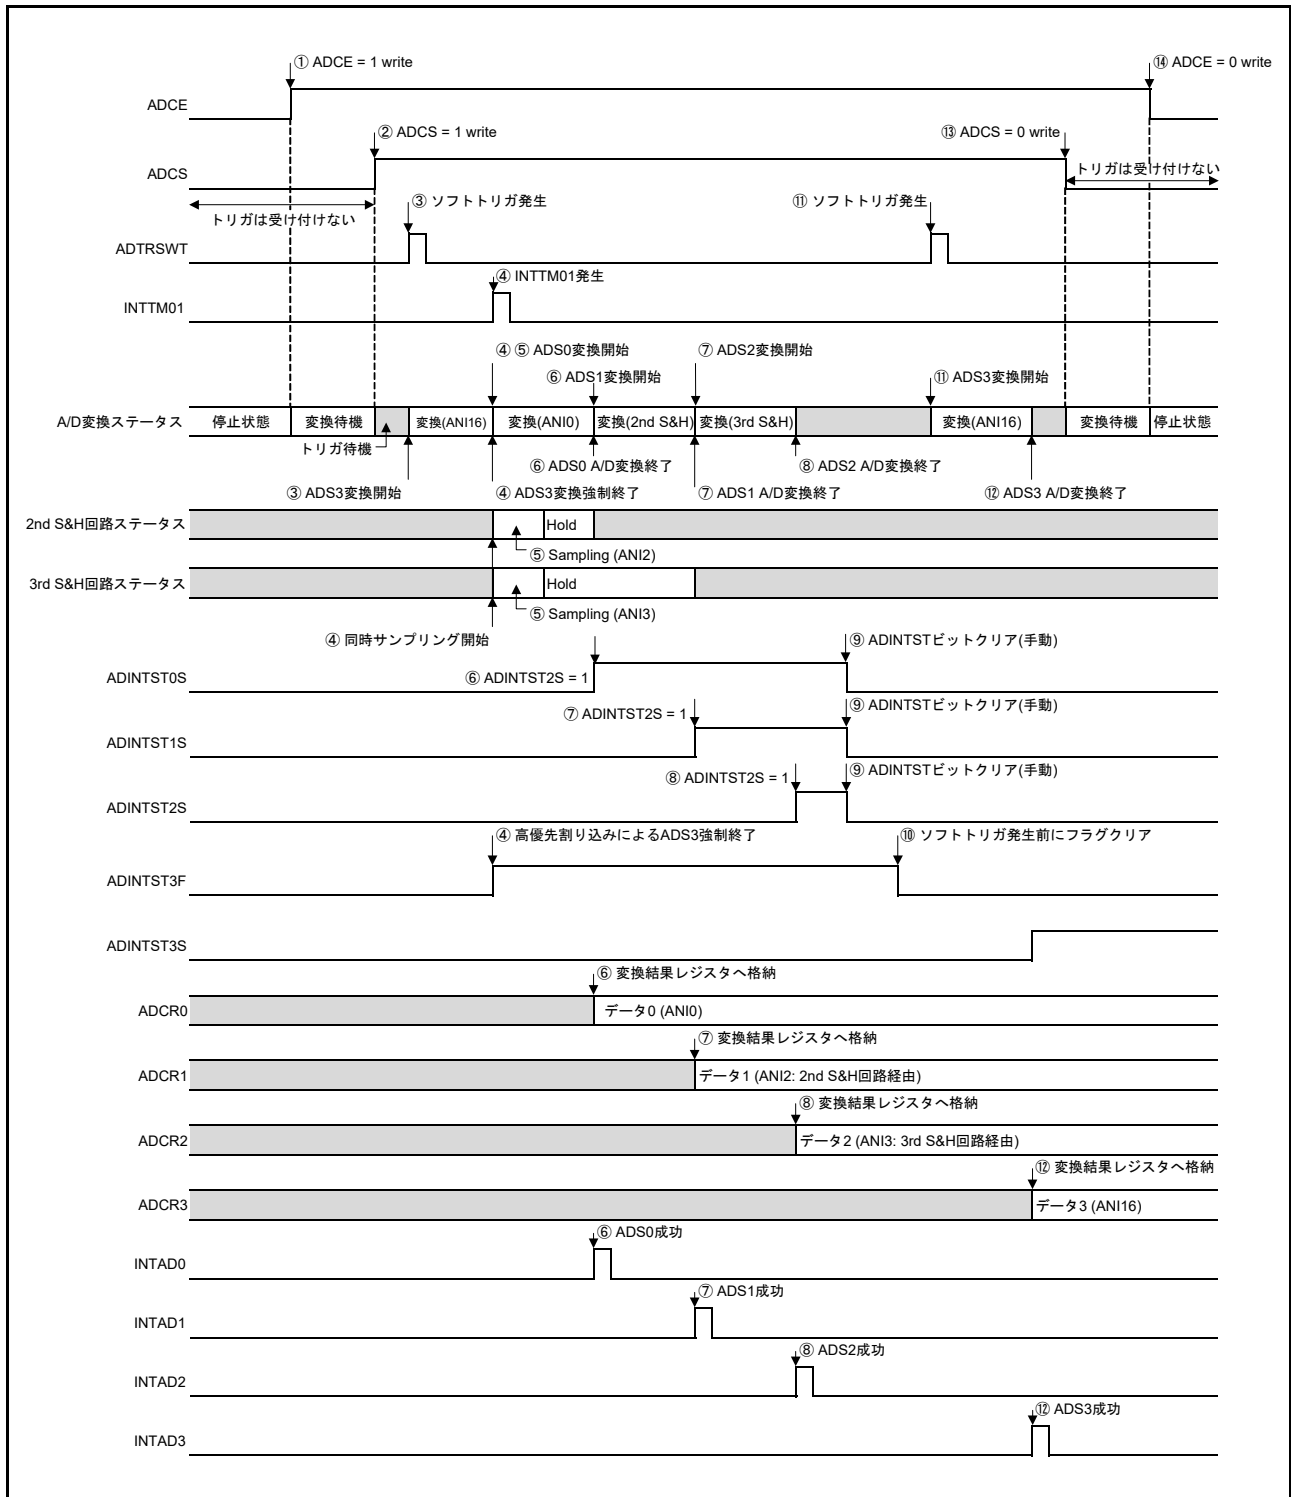 ① ADCE = 1 write
⑭ ADCE = 0 write
ADCE
② ADCS = 1 write
⑬ ADCS = 0 write
ADCS
トリガは受け付けない
トリガは受け付けない
③ ソフトトリガ発生
⑪ ソフトトリガ発生
ADTRSWT
④ INTTM01発生
INTTM01
④ ⑤ ADS0変換開始
⑦ ADS2変換開始
⑥ ADS1変換開始
⑪ ADS3変換開始
A/D変換ステータス
停止状態
変換待機
変換(ANI16)
変換(ANI0)
変換(2nd S&H)
変換(3rd S&H)
変換(ANI16)
変換待機
停止状態
トリガ待機
⑥ ADS0 A/D変換終了
⑧ ADS2 A/D変換終了
③ ADS3変換開始
④ ADS3変換強制終了
⑦ ADS1 A/D変換終了
⑫ ADS3 A/D変換終了
2nd S&H回路ステータス
Hold
⑤ Sampling (ANI2)
3rd S&H回路ステータス
Hold
⑤ Sampling (ANI3)
④ 同時サンプリング開始
⑨ ADINTSTビットクリア(手動)
ADINTST0S
⑥ ADINTST2S = 1
⑦ ADINTST2S = 1
⑨ ADINTSTビットクリア(手動)
ADINTST1S
⑧ ADINTST2S = 1
⑨ ADINTSTビットクリア(手動)
ADINTST2S
④ 高優先割り込みによるADS3強制終了
⑩ ソフトトリガ発生前にフラグクリア
ADINTST3F
ADINTST3S
⑥ 変換結果レジスタへ格納
ADCR0
データ0 (ANI0)
⑦ 変換結果レジスタへ格納
ADCR1
データ1 (ANI2: 2nd S&H回路経由)
⑧ 変換結果レジスタへ格納
ADCR2
データ2 (ANI3: 3rd S&H回路経由)
⑫ 変換結果レジスタへ格納
ADCR3
データ3 (ANI16)
⑥ ADS0成功
INTAD0
⑦ ADS1成功
INTAD1
⑧ ADS2成功
INTAD2
⑫ ADS3成功
INTAD3